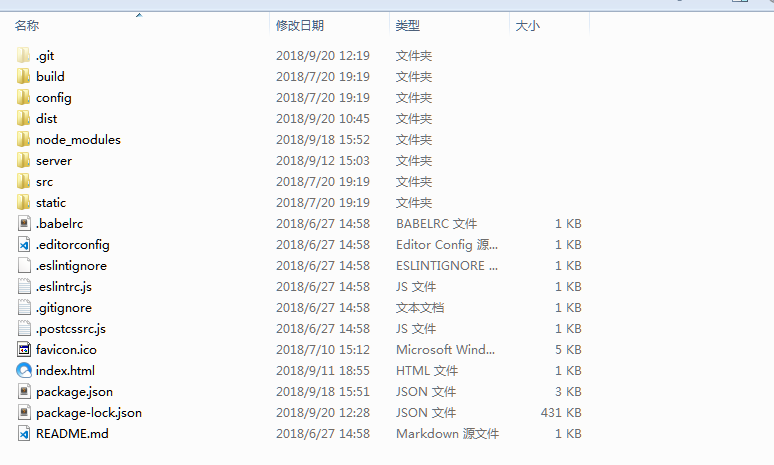 名称 修改日期 类型 大小
.git 2018/9/20 12:19 文件夹
build 2018/7/20 19:19 文件夹
config 2018/7/20 19:19 文件夹
dist 2018/9/20 10:45 文件夹
node_modules 2018/9/18 15:52 文件夹
server 2018/9/12 15:03 文件夹
src 2018/7/20 19:19 文件夹
static 2018/7/20 19:19 文件夹
.babelrc 2018/6/27 14:58 BABELRC 文件 1 KB
.editorconfig 2018/6/27 14:58 Editor Config 源... 1 KB
.eslintignore 2018/6/27 14:58 ESLINTIGNORE ... 1 KB
.eslintrc.js 2018/6/27 14:58 JS 文件 1 KB
.gitignore 2018/6/27 14:58 文本文档 1 KB
.postcssrc.js 2018/6/27 14:58 JS 文件 1 KB
favicon.ico 2018/7/10 15:12 Microsoft Wind... 5 KB
index.html 2018/9/11 18:55 HTML 文件 1 KB
package.json 2018/9/18 15:51 JSON 文件 3 KB
package-lock.json 2018/9/20 12:28 JSON 文件 431 KB
README.md 2018/6/27 14:58 Markdown 源文件 1 KB